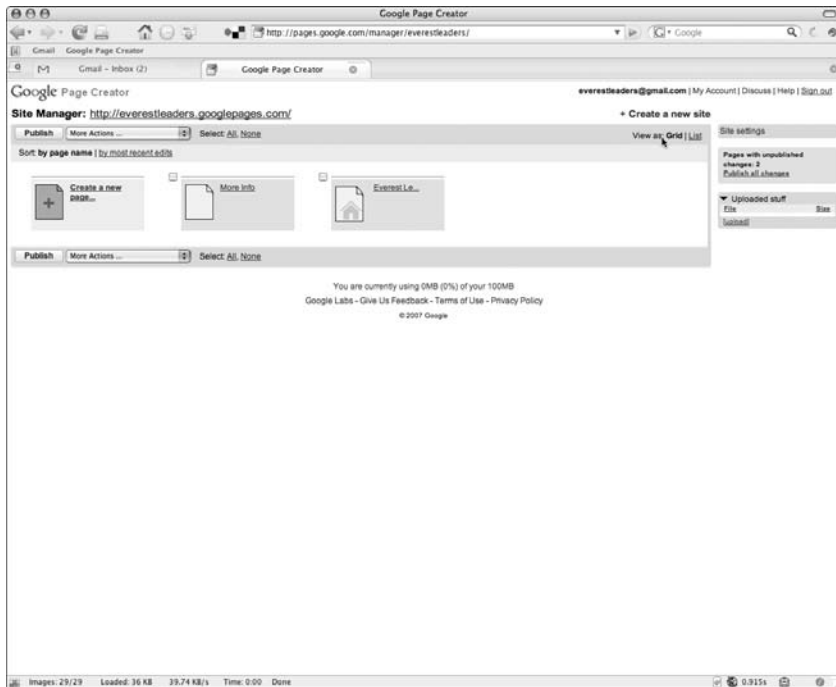 Google Page Creator
http://pages.google.com/manager/everestleaders/
Google
Gmail Google Page Creator
Gmail – Inbox (2) Google Page Creator
Google Page Creator
everestleaders@gmail.com | My Account | Discuss | Help | Sign out
Site Manager: http://everestleaders.googlepages.com/
+ Create a new site
Publish More Actions ... Select: All, None
View as: Grid | List
Sort: by page name | by most recent edits
Create a new page...
More Info
Everest Le...
Publish More Actions ... Select: All, None
Site settings
Pages with unpublished
changes: 2
Publish all changes
Uploaded stuff
File Size
[upload]
You are currently using 0MB (0%) of your 100MB
Google Labs - Give Us Feedback - Terms of Use - Privacy Policy
© 2007 Google
Images: 29/29 Loaded: 36 KB 39.74 KB/s Time: 0:00 Done
0.915s